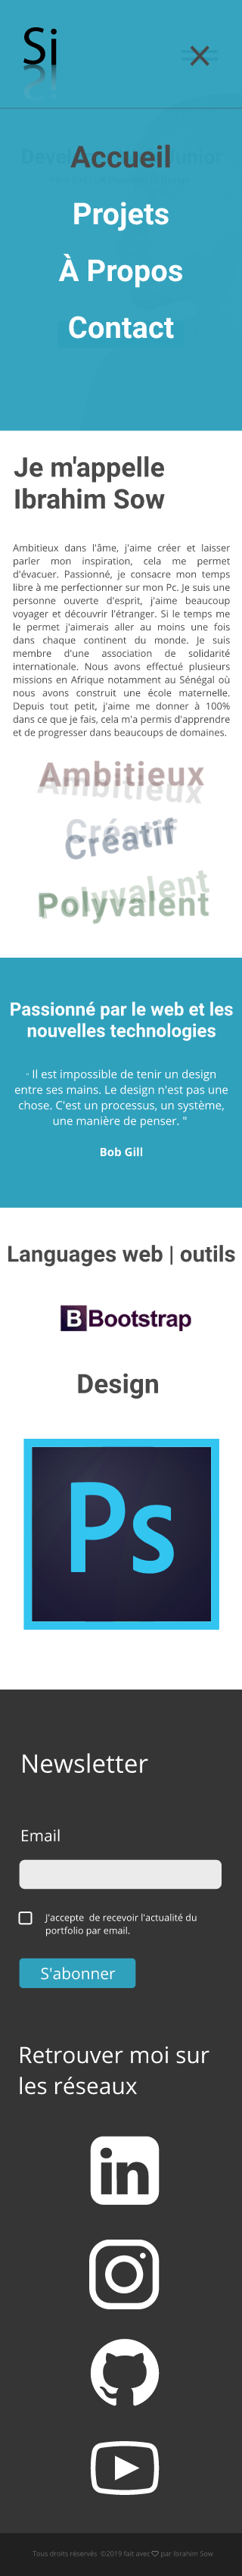 Si
Accueil
Projets
À Propos
Contact
Je m'appelle
Ibrahim Sow
Ambitieux dans l'âme, j'aime créer et laisser
parler mon inspiration, cela me permet
d'évacuer. Passionné, je consacre mon temps
libre à me perfectionner sur mon Pc. Je suis une
personne ouverte d'esprit, j'aime beaucoup
voyager et découvrir l'étranger. Si le temps me
le permet j'aimerais aller au moins une fois
dans chaque continent du monde. Je suis
membre d'une association de solidarité
internationale. Nous avons effectué plusieurs
missions en Afrique notamment au Sénégal où
nous avons construit une école maternelle.
Depuis tout petit, j'aime me donner à 100%
dans ce que je fais, cela m'a permis d'apprendre
et de progresser dans beaucoups de domaines.
Ambitieux
Ambitieux
Créatif
Créatif
Polyvalent
Polyvalent
Passionné par le web et les
nouvelles technologies
" Il est impossible de tenir un design
entre ses mains. Le design n'est pas une
chose. C'est un processus, un système,
une manière de penser. "
Bob Gill
Languages web | outils
B Bootstrap
Design
Ps
Newsletter
Email
J'accepte de recevoir l'actualité du
portfolio par email.
S'abonner
Retrouver moi sur
les réseaux
in
Tous droits réservés ©2019 fait avec par Ibrahim Sow